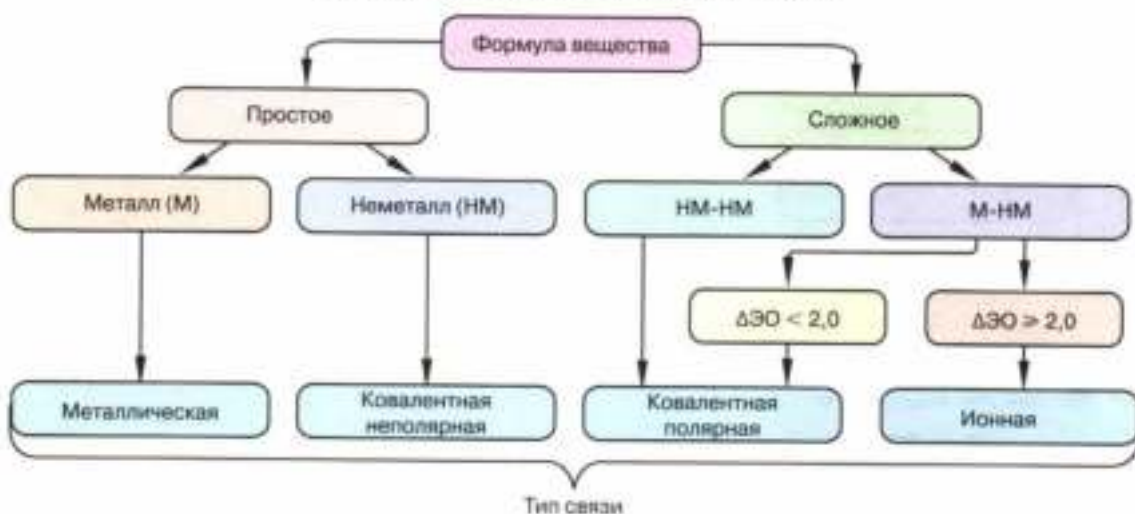 Формула вещества
Простое
Сложное
Металл (М)
Неметалл (НМ)
НМ-НМ
М-НМ
ΔЭО < 2,0
ΔЭО ⩾ 2,0
Металлическая
Ковалентная
неполярная
Ковалентная
полярная
Ионная
Тип связи